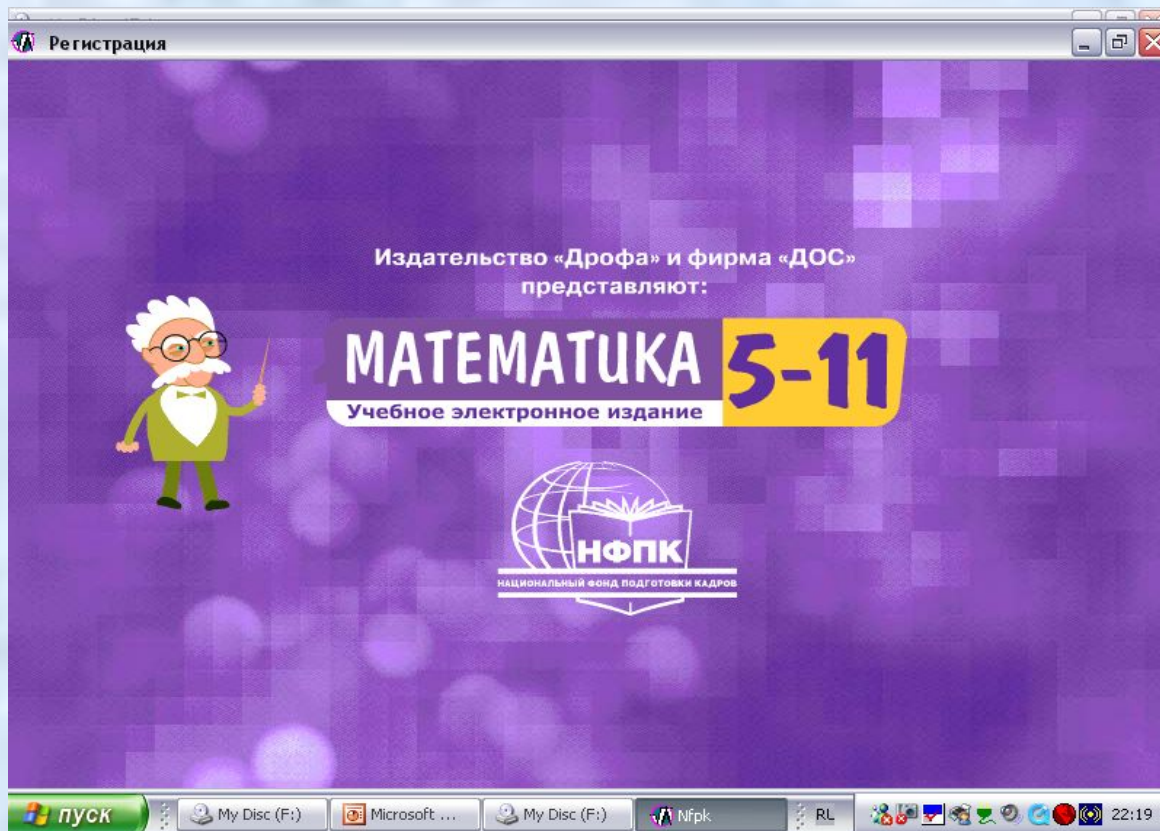 Регистрация
Издательство «Дрофа» и фирма «ДОС»
представляют:
МАТЕМАТИКА 5-11
Учебное электронное издание
НФПК
НАЦИОНАЛЬНЫЙ ФОНД ПОДГОТОВКИ КАДРОВ
пуск
My Disc (F:)
Microsoft ...
My Disc (F:)
Nfpk
RL
22:19